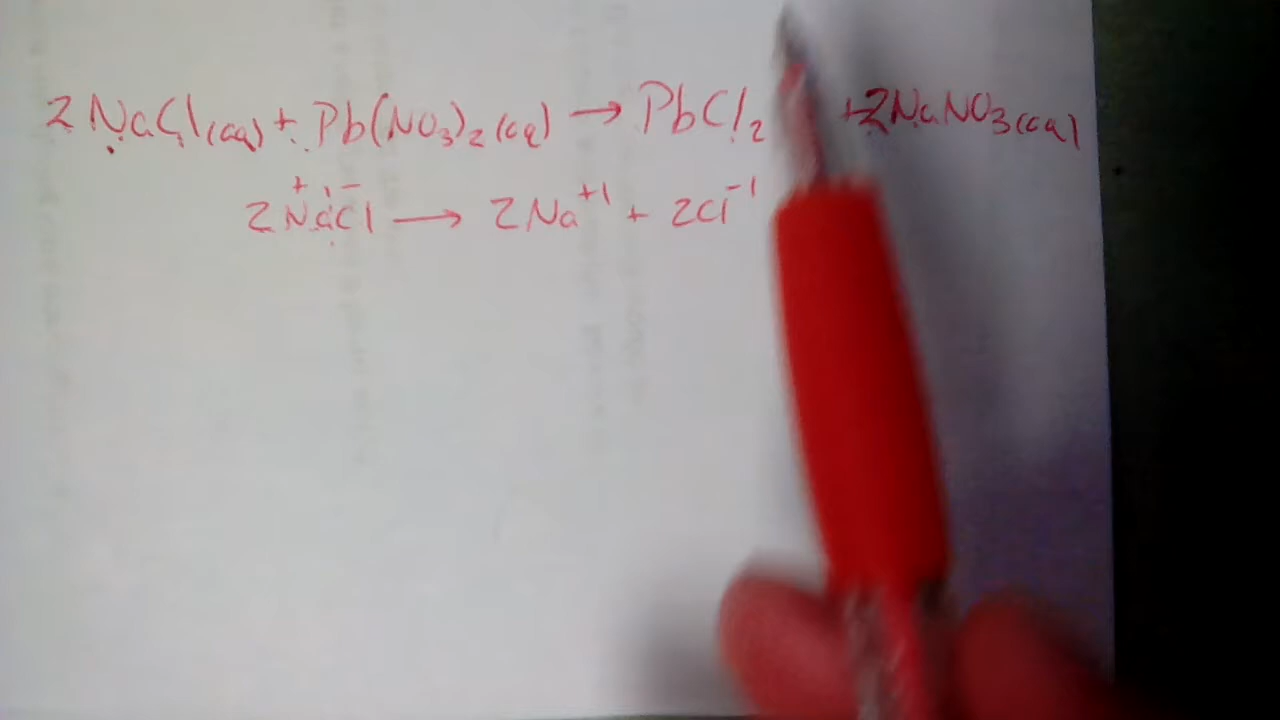 2NaCl(aq) + Pb(NO3)2(aq) → PbCl2 + 2NaNO3(aq)
+ -
2NaCl → 2Na+1 + 2Cl-1